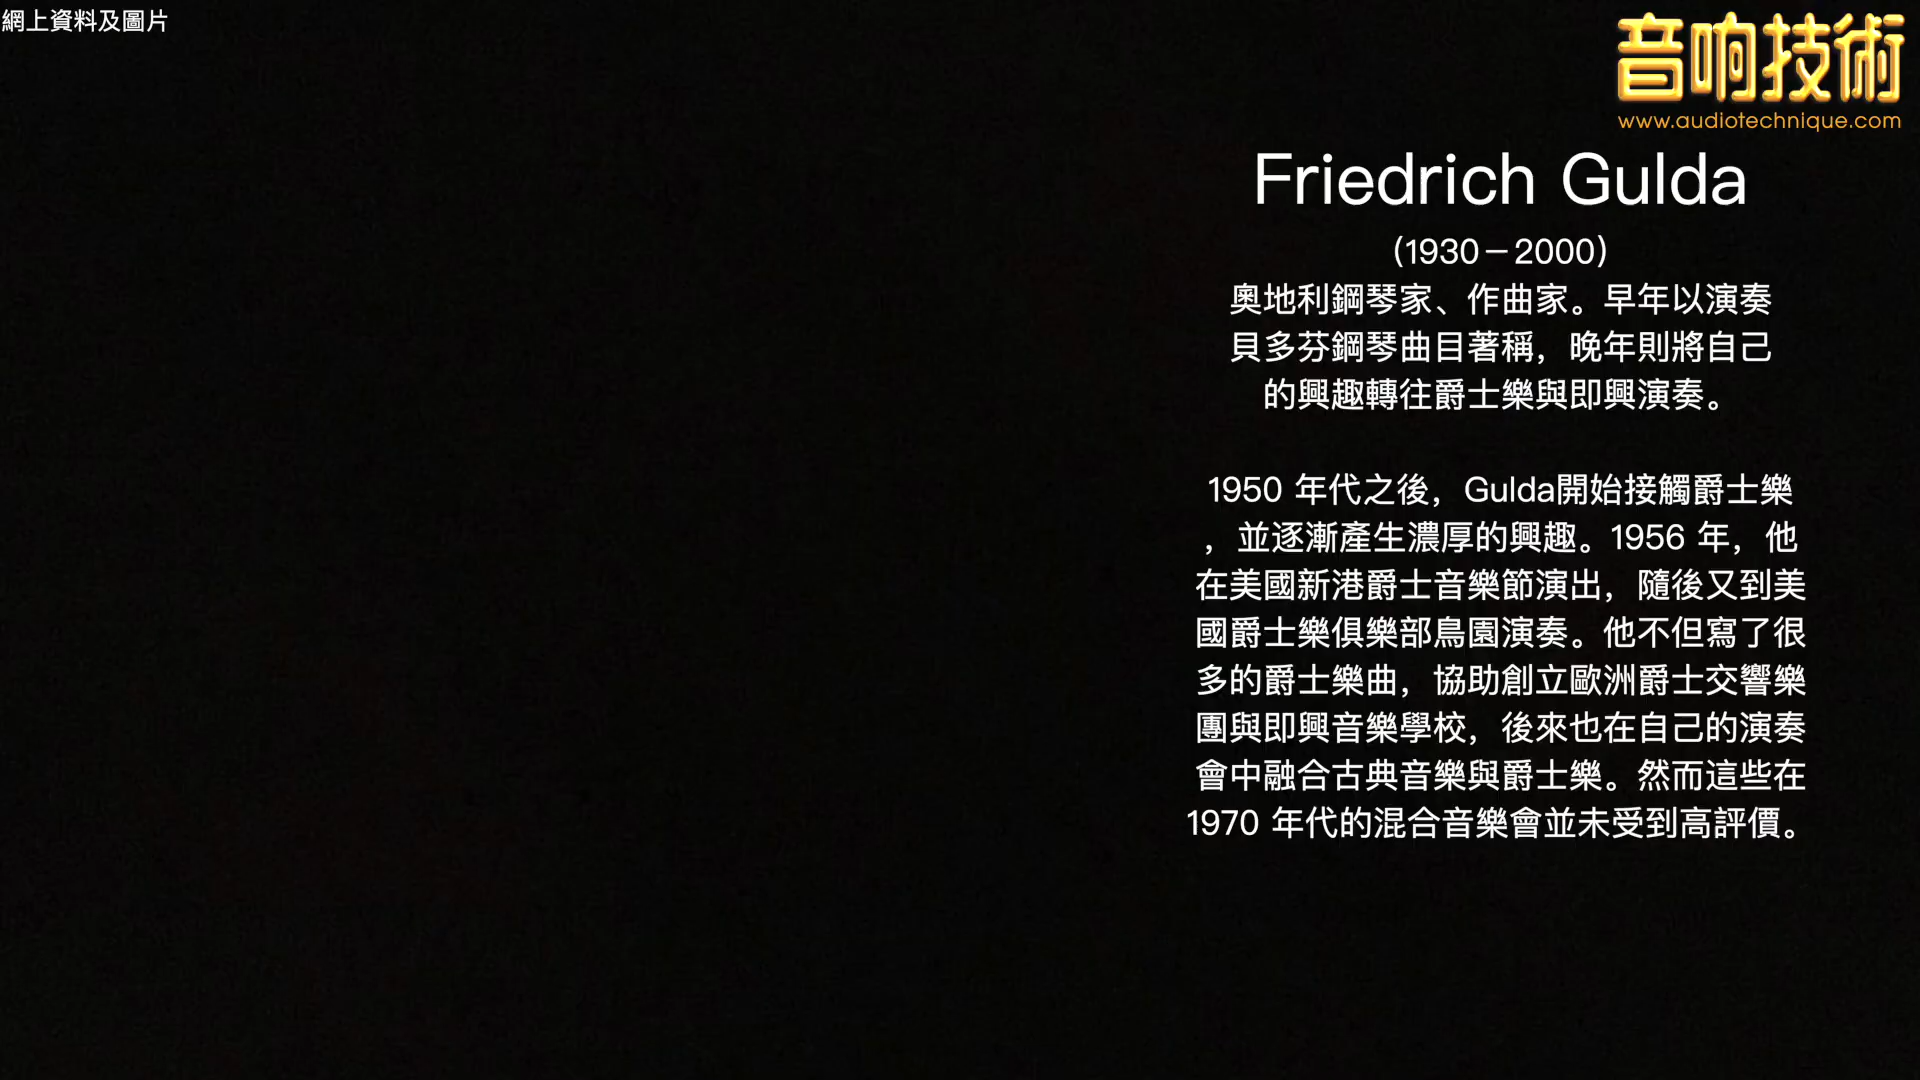 網上資料及圖片
音响技術
www.audiotechnique.com
Friedrich Gulda
(1930－2000)
奧地利鋼琴家、作曲家。早年以演奏
貝多芬鋼琴曲目著稱，晚年則將自己
的興趣轉往爵士樂與即興演奏。
1950 年代之後，Gulda開始接觸爵士樂
，並逐漸產生濃厚的興趣。1956 年，他
在美國新港爵士音樂節演出，隨後又到美
國爵士樂俱樂部鳥園演奏。他不但寫了很
多的爵士樂曲，協助創立歐洲爵士交響樂
團與即興音樂學校，後來也在自己的演奏
會中融合古典音樂與爵士樂。然而這些在
1970 年代的混合音樂會並未受到高評價。